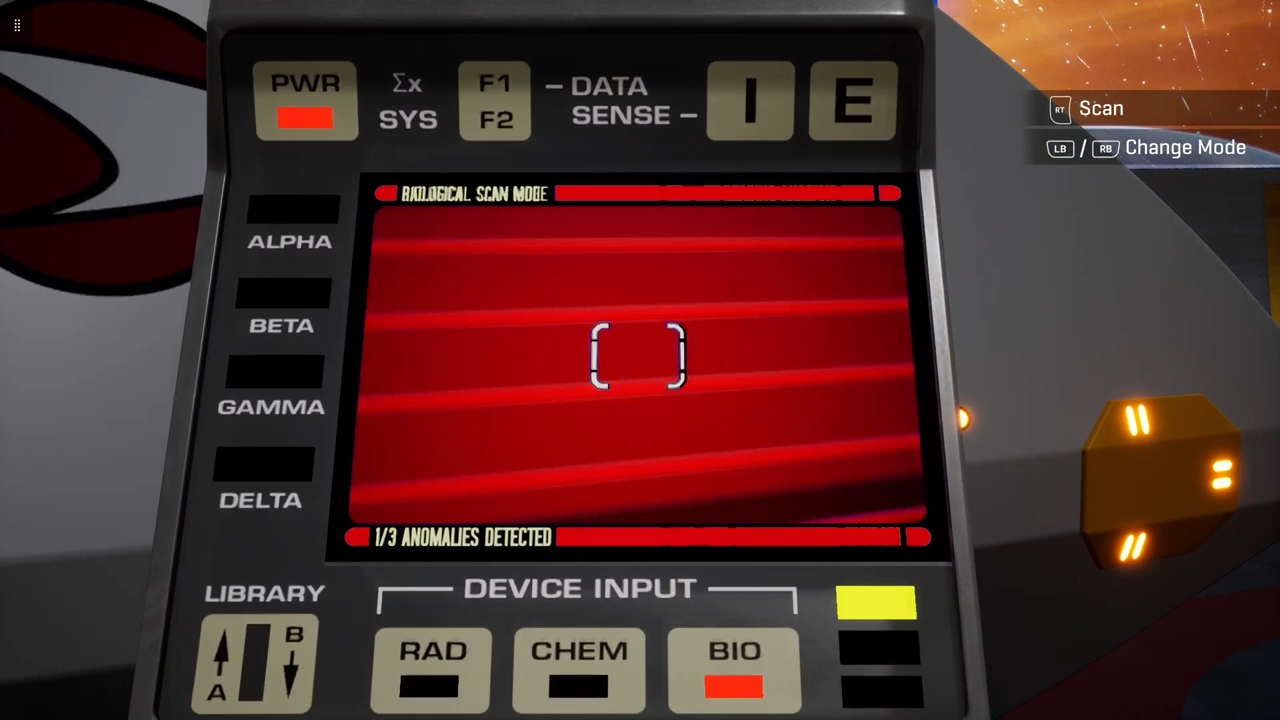 PWR
Σx
SYS
F1
F2
– DATA
SENSE –
I
E
RT Scan
LB / RB Change Mode
ALPHA
BETA
GAMMA
DELTA
SCAN MODE
1/3 ANOMALIES DETECTED
LIBRARY
A
B
DEVICE INPUT
RAD
CHEM
BIO